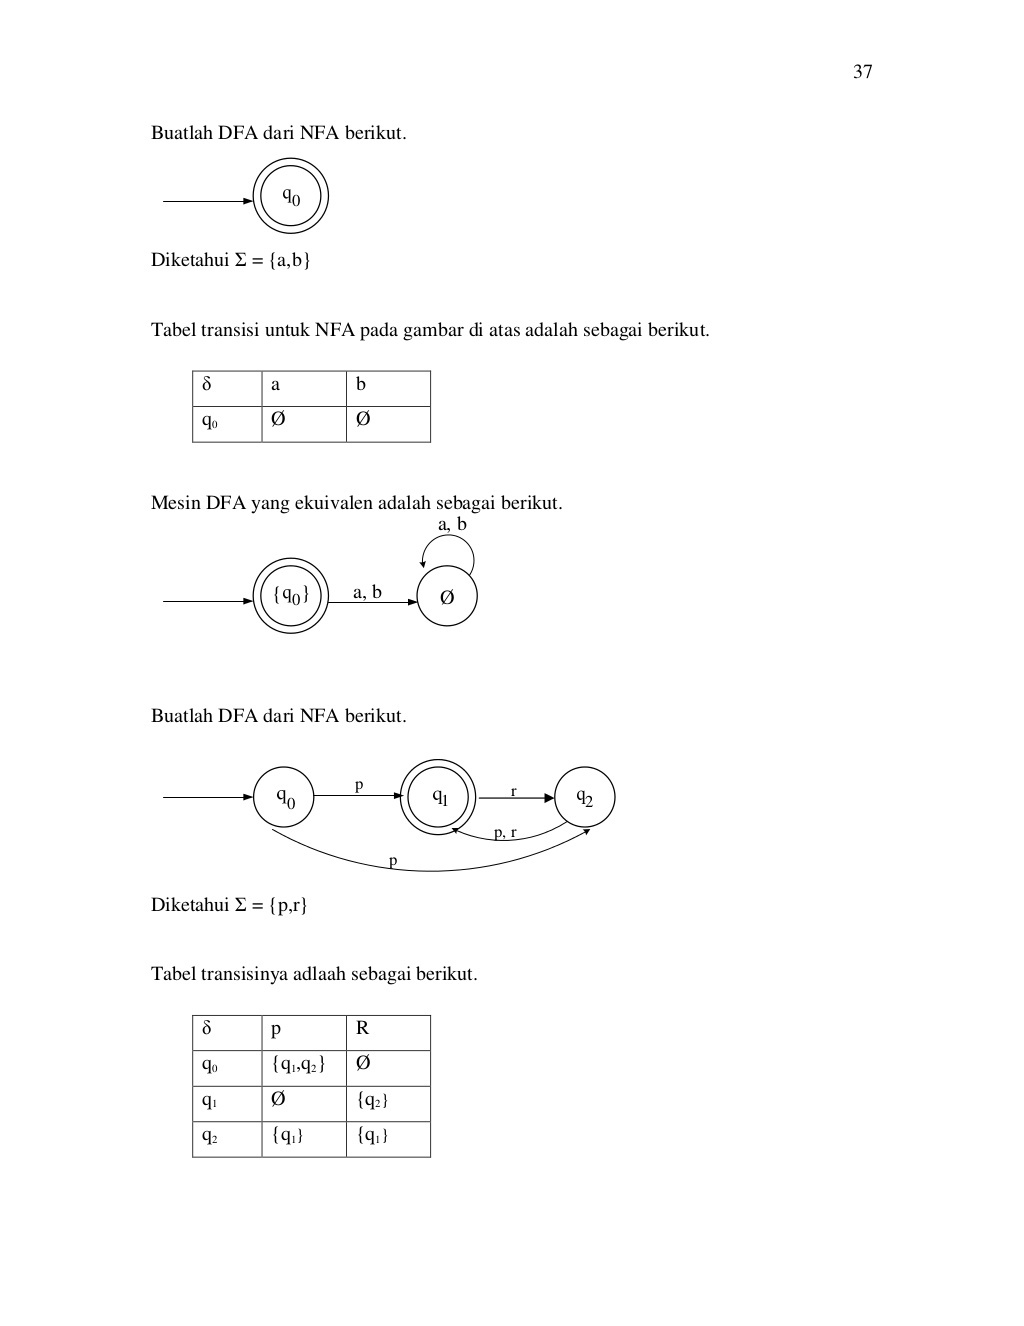 37
Buatlah DFA dari NFA berikut.
q0
Diketahui Σ = {a,b}
Tabel transisi untuk NFA pada gambar di atas adalah sebagai berikut.
δ a b
q0 Ø Ø
Mesin DFA yang ekuivalen adalah sebagai berikut.
a, b
{q0} a, b Ø
Buatlah DFA dari NFA berikut.
q0 p q1 r q2
p, r
p
Diketahui Σ = {p,r}
Tabel transisinya adlaah sebagai berikut.
δ p R
q0 {q1,q2} Ø
q1 Ø {q2}
q2 {q1} {q1}